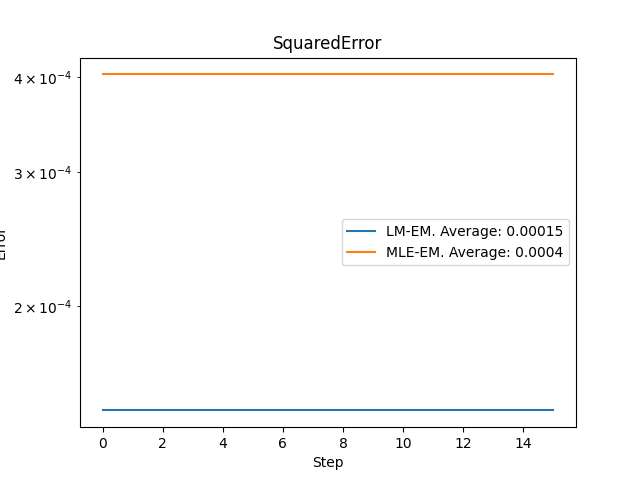 SquaredError
4 × 10⁻⁴
3 × 10⁻⁴
2 × 10⁻⁴
Error
LM-EM. Average: 0.00015
MLE-EM. Average: 0.0004
0 2 4 6 8 10 12 14
Step